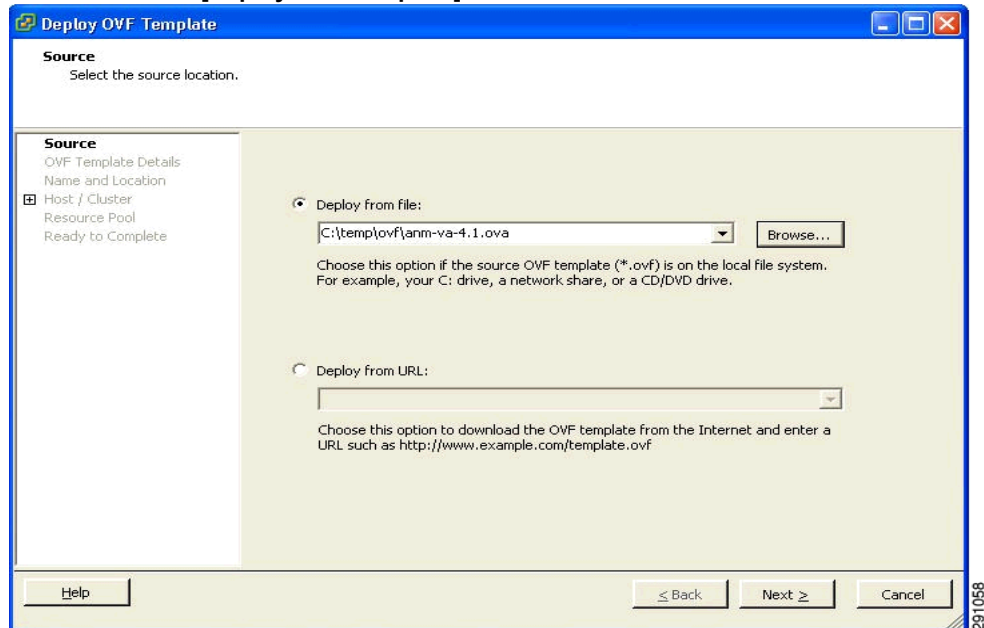 Deploy OVF Template
Source
Select the source location.
Source
OVF Template Details
Name and Location
Host / Cluster
Resource Pool
Ready to Complete
Deploy from file:
C:\temp\ovf\anm-va-4.1.ova
Browse...
Choose this option if the source OVF template (*.ovf) is on the local file system.
For example, your C: drive, a network share, or a CD/DVD drive.
Deploy from URL:
Choose this option to download the OVF template from the Internet and enter a
URL such as http://www.example.com/template.ovf
Help
≤ Back
Next ≥
Cancel
291058